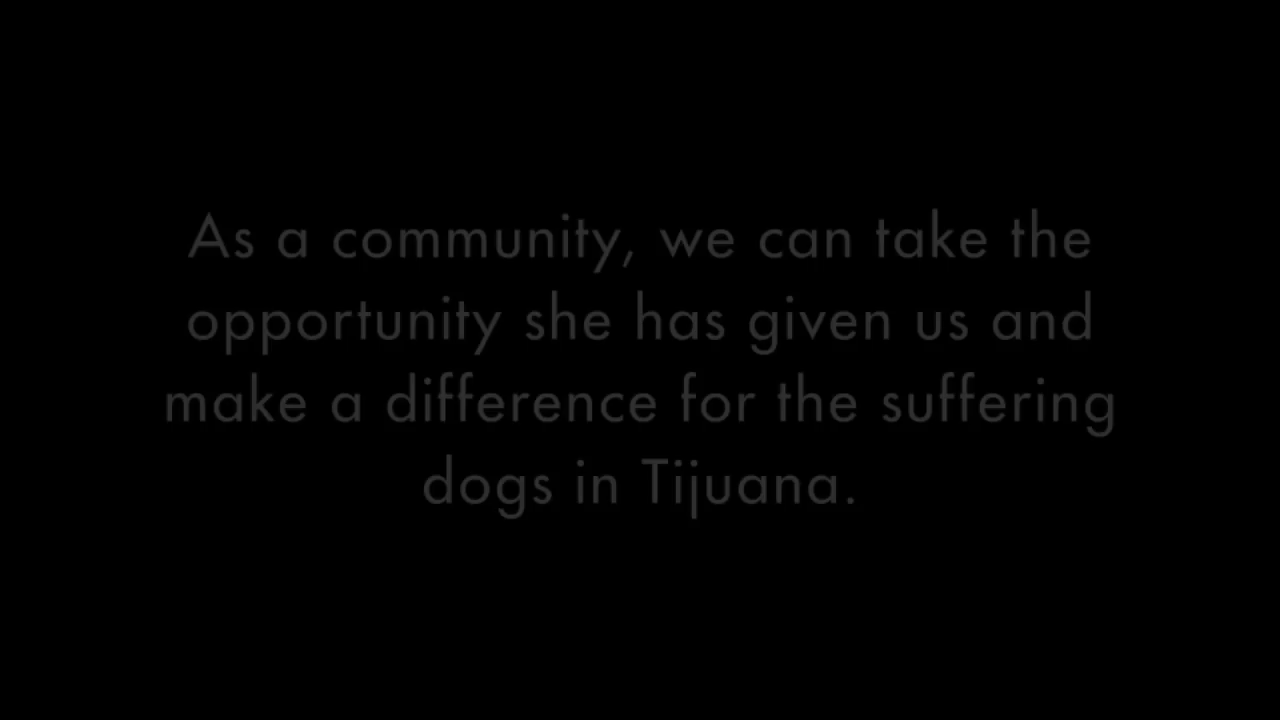 As a community, we can take the
opportunity she has given us and
make a difference for the suffering
dogs in Tijuana.